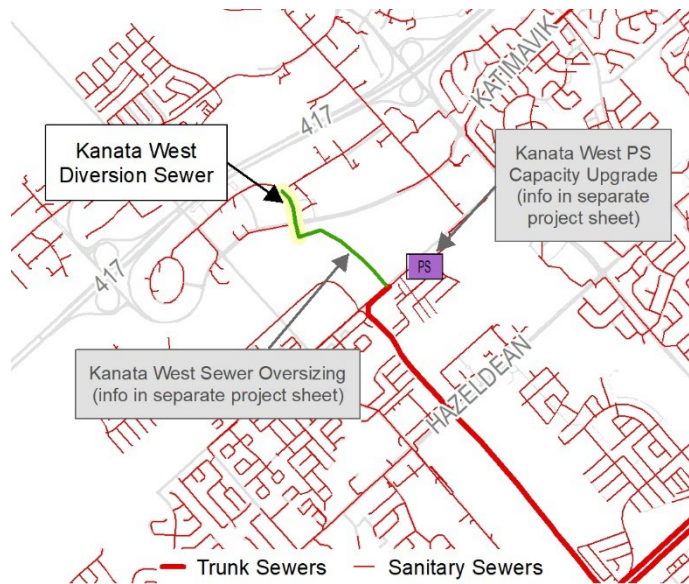 KATIMAVIK
417
Kanata West
Diversion Sewer
Kanata West PS
Capacity Upgrade
(info in separate
project sheet)
417
PS
Kanata West Sewer Oversizing
(info in separate project sheet)
HAZELDEAN
Trunk Sewers
Sanitary Sewers